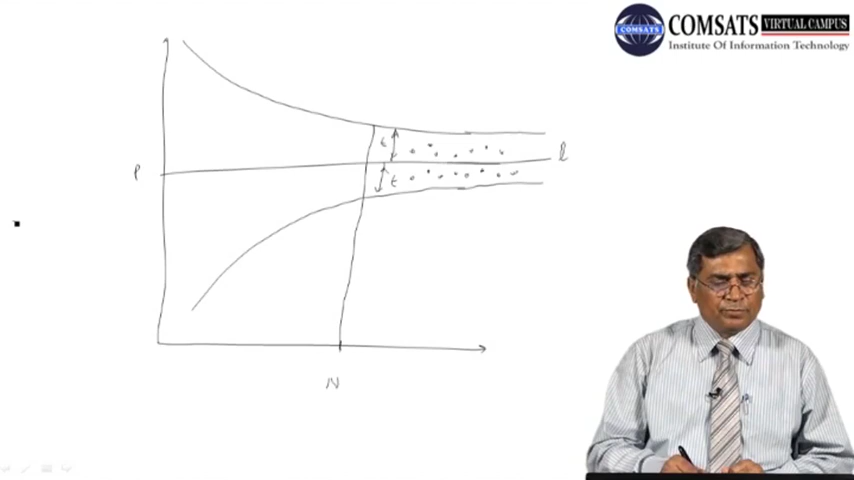 COMSATS
COMSATS VIRTUAL CAMPUS
Institute Of Information Technology
ε
l
P
ε
N